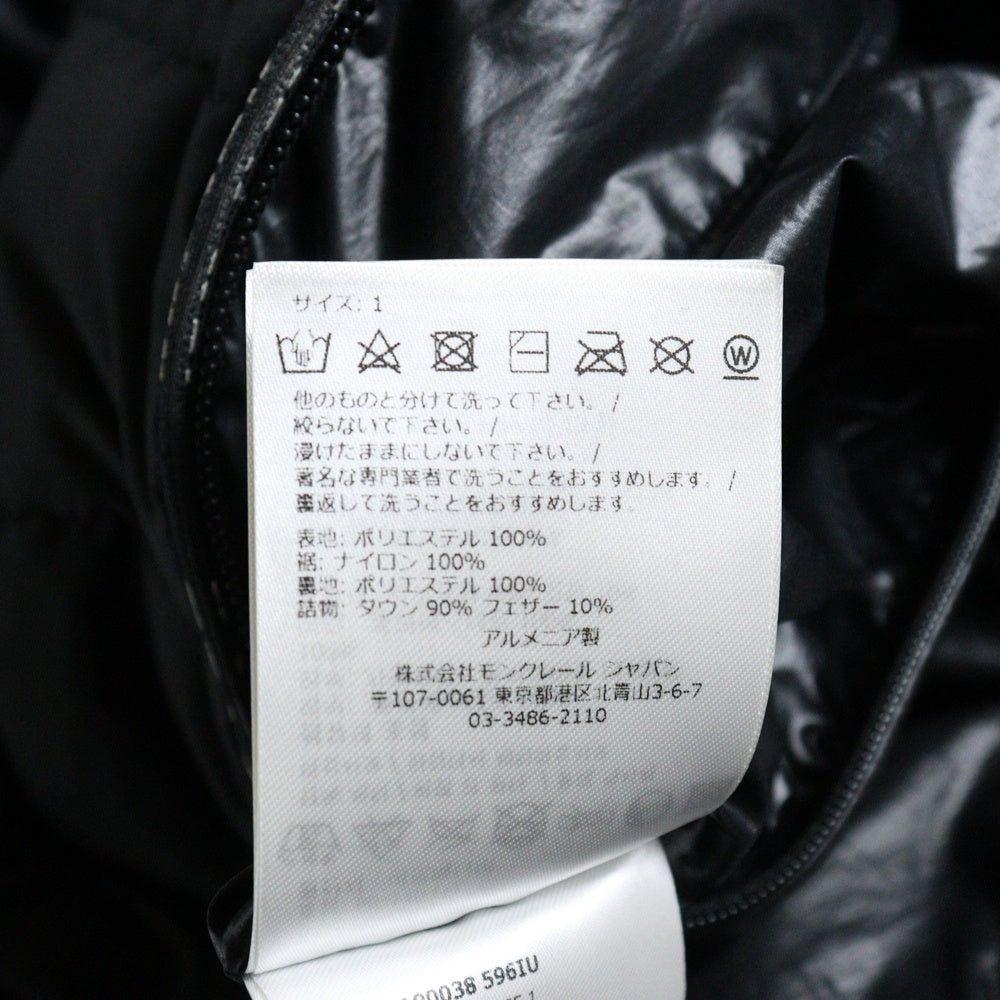 サイズ: 1
W
他のものと分けて洗って下さい。 /
絞らないで下さい。 /
浸けたままにしないで下さい。 /
著名な専門業者で洗うことをおすすめします。 /
裏返して洗うことをおすすめします。
表地: ポリエステル 100%
裾: ナイロン 100%
裏地: ポリエステル 100%
詰物: ダウン 90% フェザー 10%
アルメニア製
株式会社モンクレール ジャパン
〒107-0061 東京都港区北青山3-6-7
03-3486-2110
00038 596IU